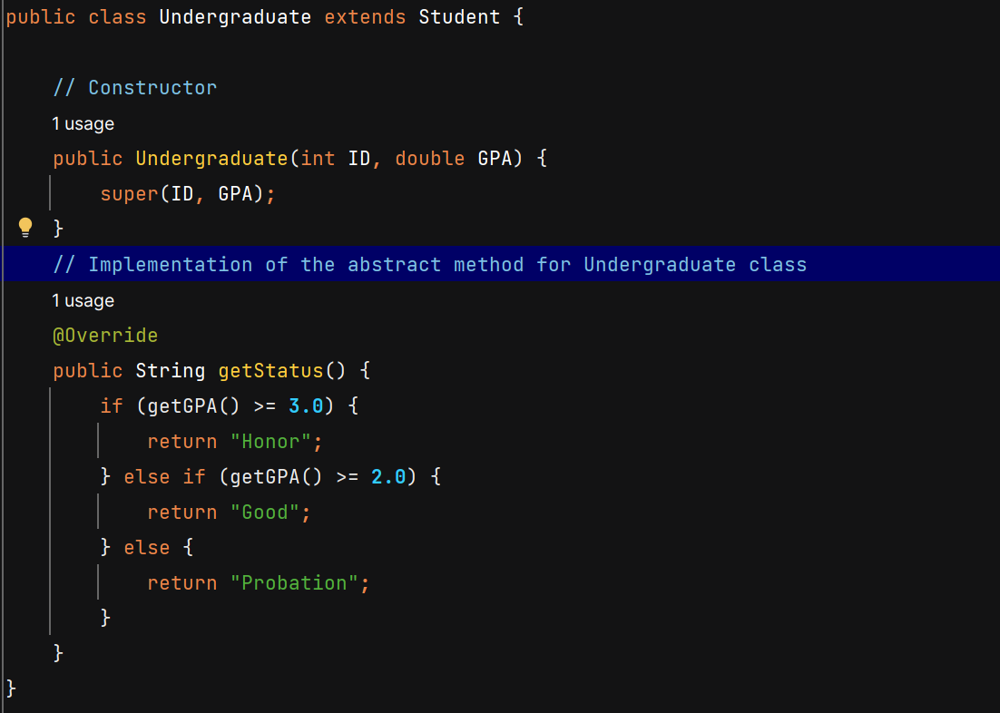 public class Undergraduate extends Student {
// Constructor
1 usage
public Undergraduate(int ID, double GPA) {
super(ID, GPA);
}
// Implementation of the abstract method for Undergraduate class
1 usage
@Override
public String getStatus() {
if (getGPA() >= 3.0) {
return "Honor";
} else if (getGPA() >= 2.0) {
return "Good";
} else {
return "Probation";
}
}
}